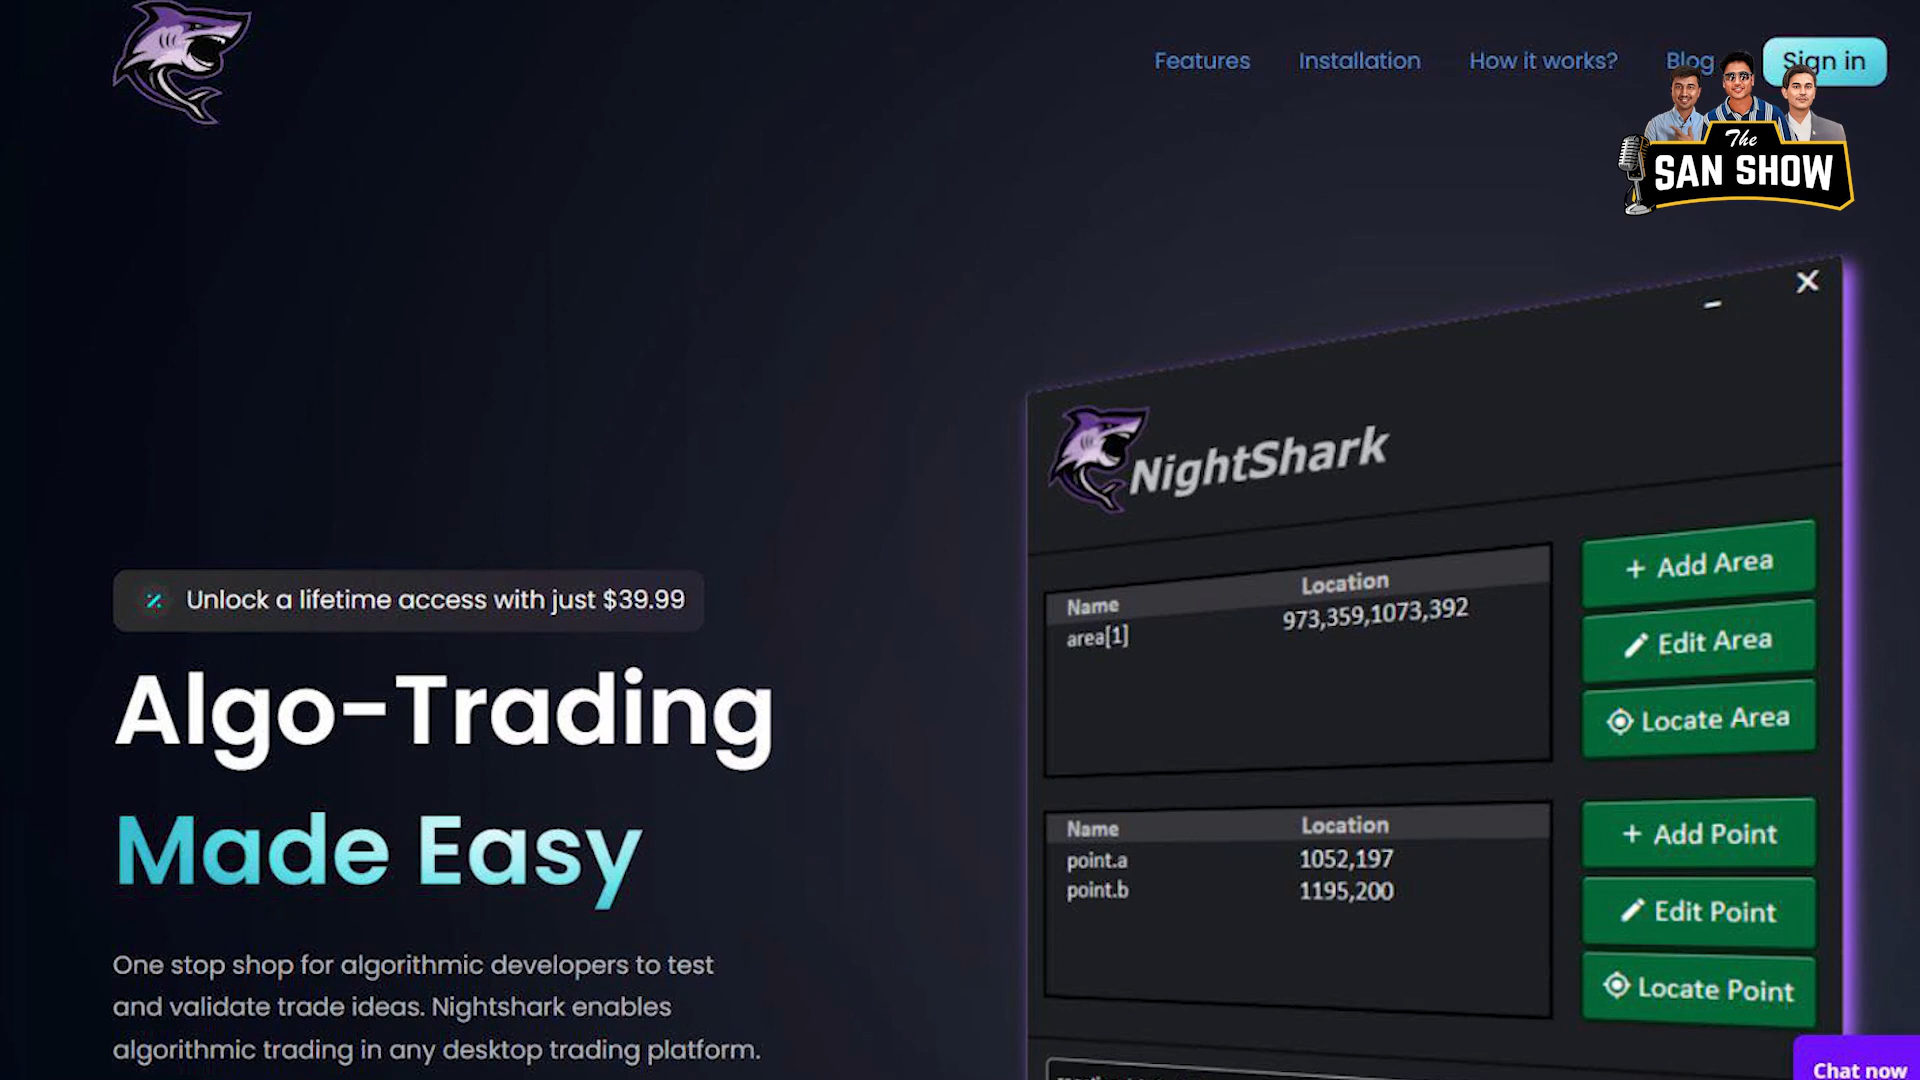 Features Installation How it works? Blog Sign in
The
SAN SHOW
NightShark
+ Add Area
Edit Area
Locate Area
Name Location
area[1] 973,359,1073,392
Unlock a lifetime access with just $39.99
Algo-Trading
Made Easy
One stop shop for algorithmic developers to test
and validate trade ideas. Nightshark enables
algorithmic trading in any desktop trading platform.
Name Location
point.a 1052,197
point.b 1195,200
+ Add Point
Edit Point
Locate Point
Chat now